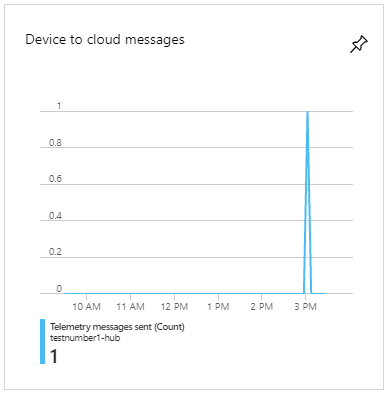 Device to cloud messages
1
0.8
0.6
0.4
0.2
0
10 AM 11 AM 12 PM 1 PM 2 PM 3 PM
Telemetry messages sent (Count)
testnumber1-hub
1